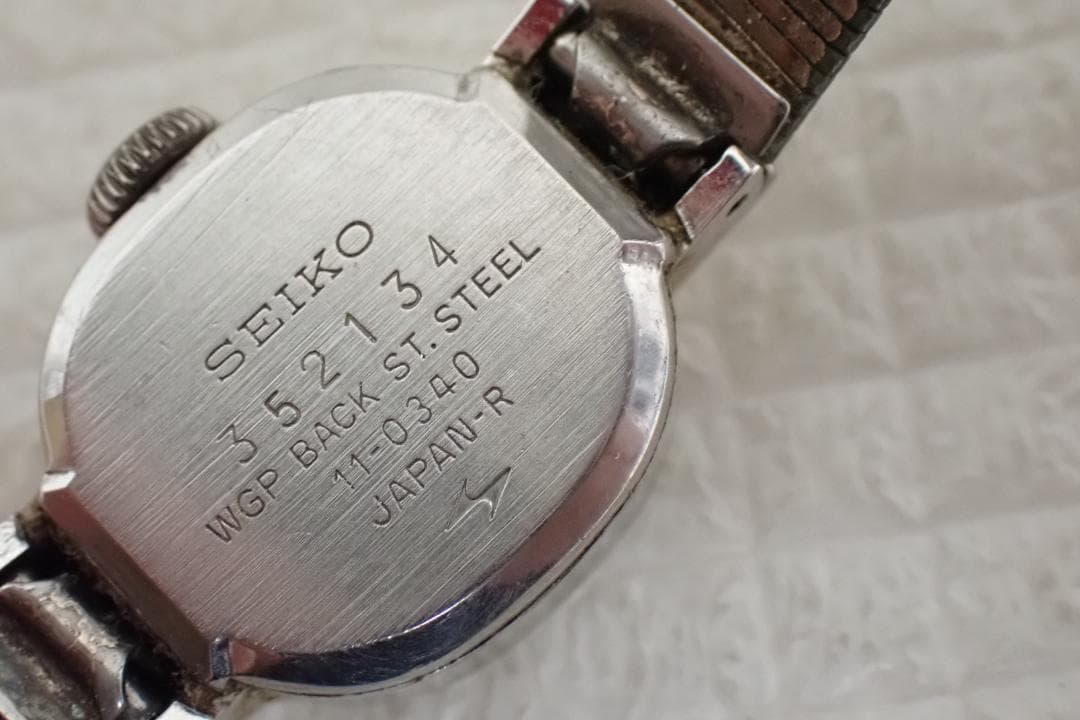 SEIKO
352134
WGP BACK ST. STEEL
11-0340
JAPAN-R